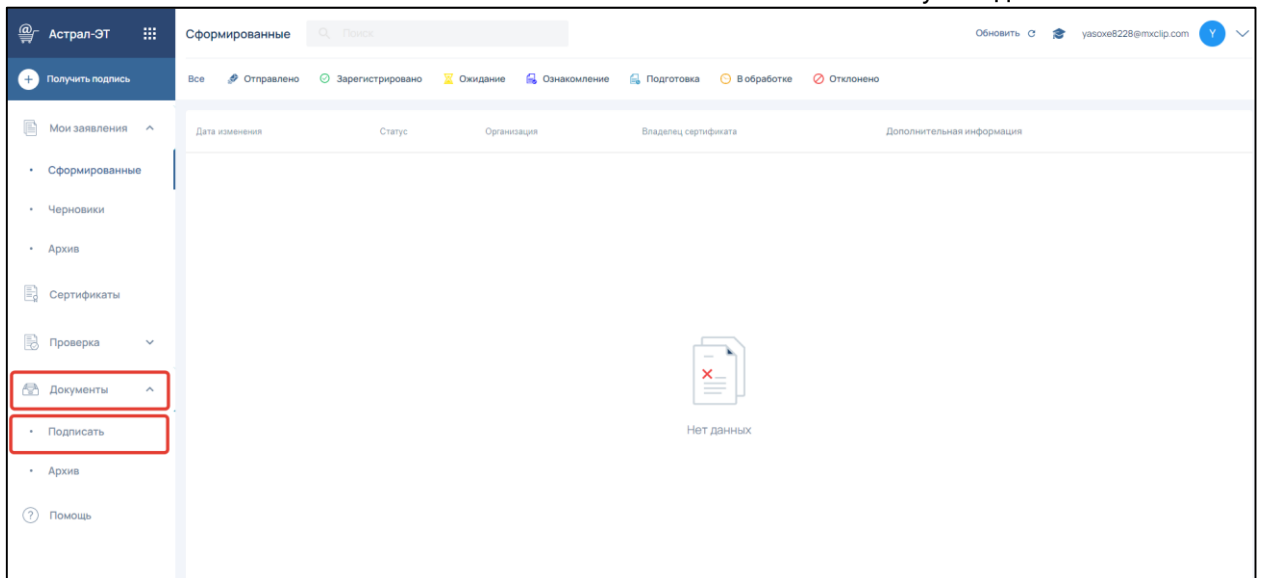 Астрал-ЭТ
Сформированные
Поиск
Обновить
yasoxe8228@mxclip.com
Y
Получить подпись
Все
Отправлено
Зарегистрировано
Ожидание
Ознакомление
Подготовка
В обработке
Отклонено
Мои заявления
Дата изменения
Статус
Организация
Владелец сертификата
Дополнительная информация
Сформированные
Черновики
Архив
Сертификаты
Проверка
Документы
Подписать
Нет данных
Архив
Помощь